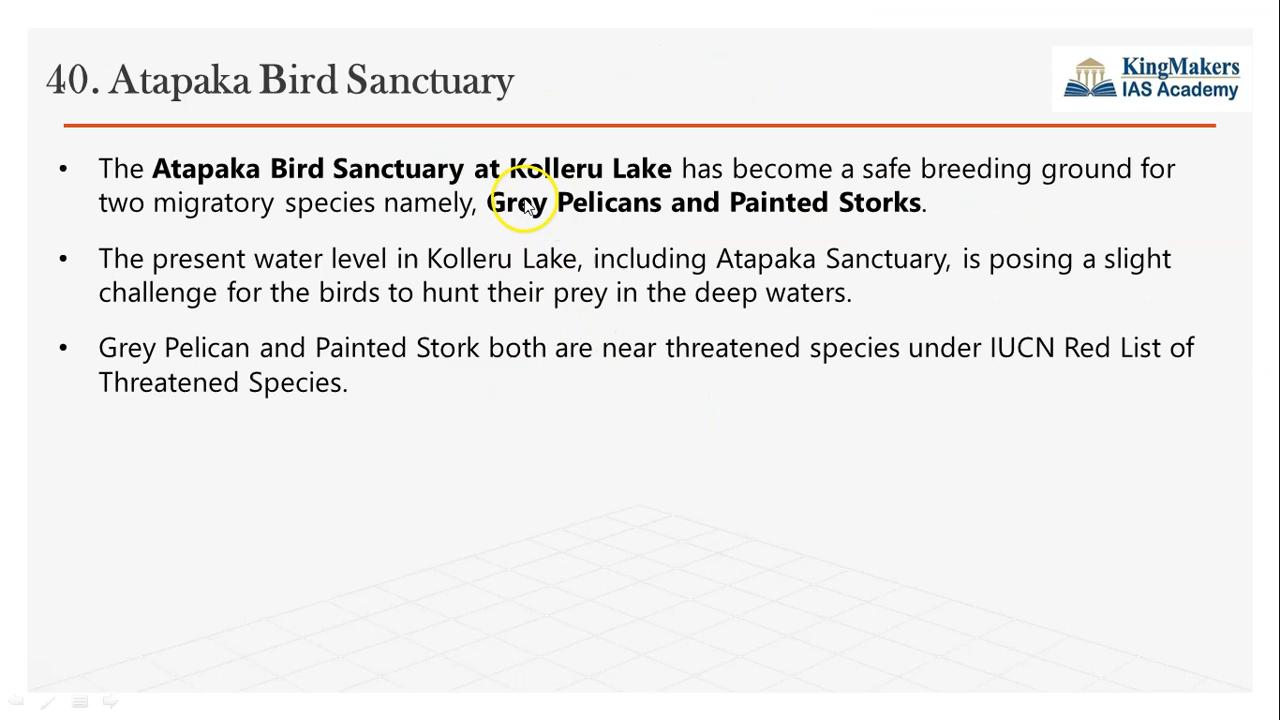 40. Atapaka Bird Sanctuary
KingMakers
IAS Academy
• The Atapaka Bird Sanctuary at Kolleru Lake has become a safe breeding ground for
two migratory species namely, Grey Pelicans and Painted Storks.
• The present water level in Kolleru Lake, including Atapaka Sanctuary, is posing a slight
challenge for the birds to hunt their prey in the deep waters.
• Grey Pelican and Painted Stork both are near threatened species under IUCN Red List of
Threatened Species.